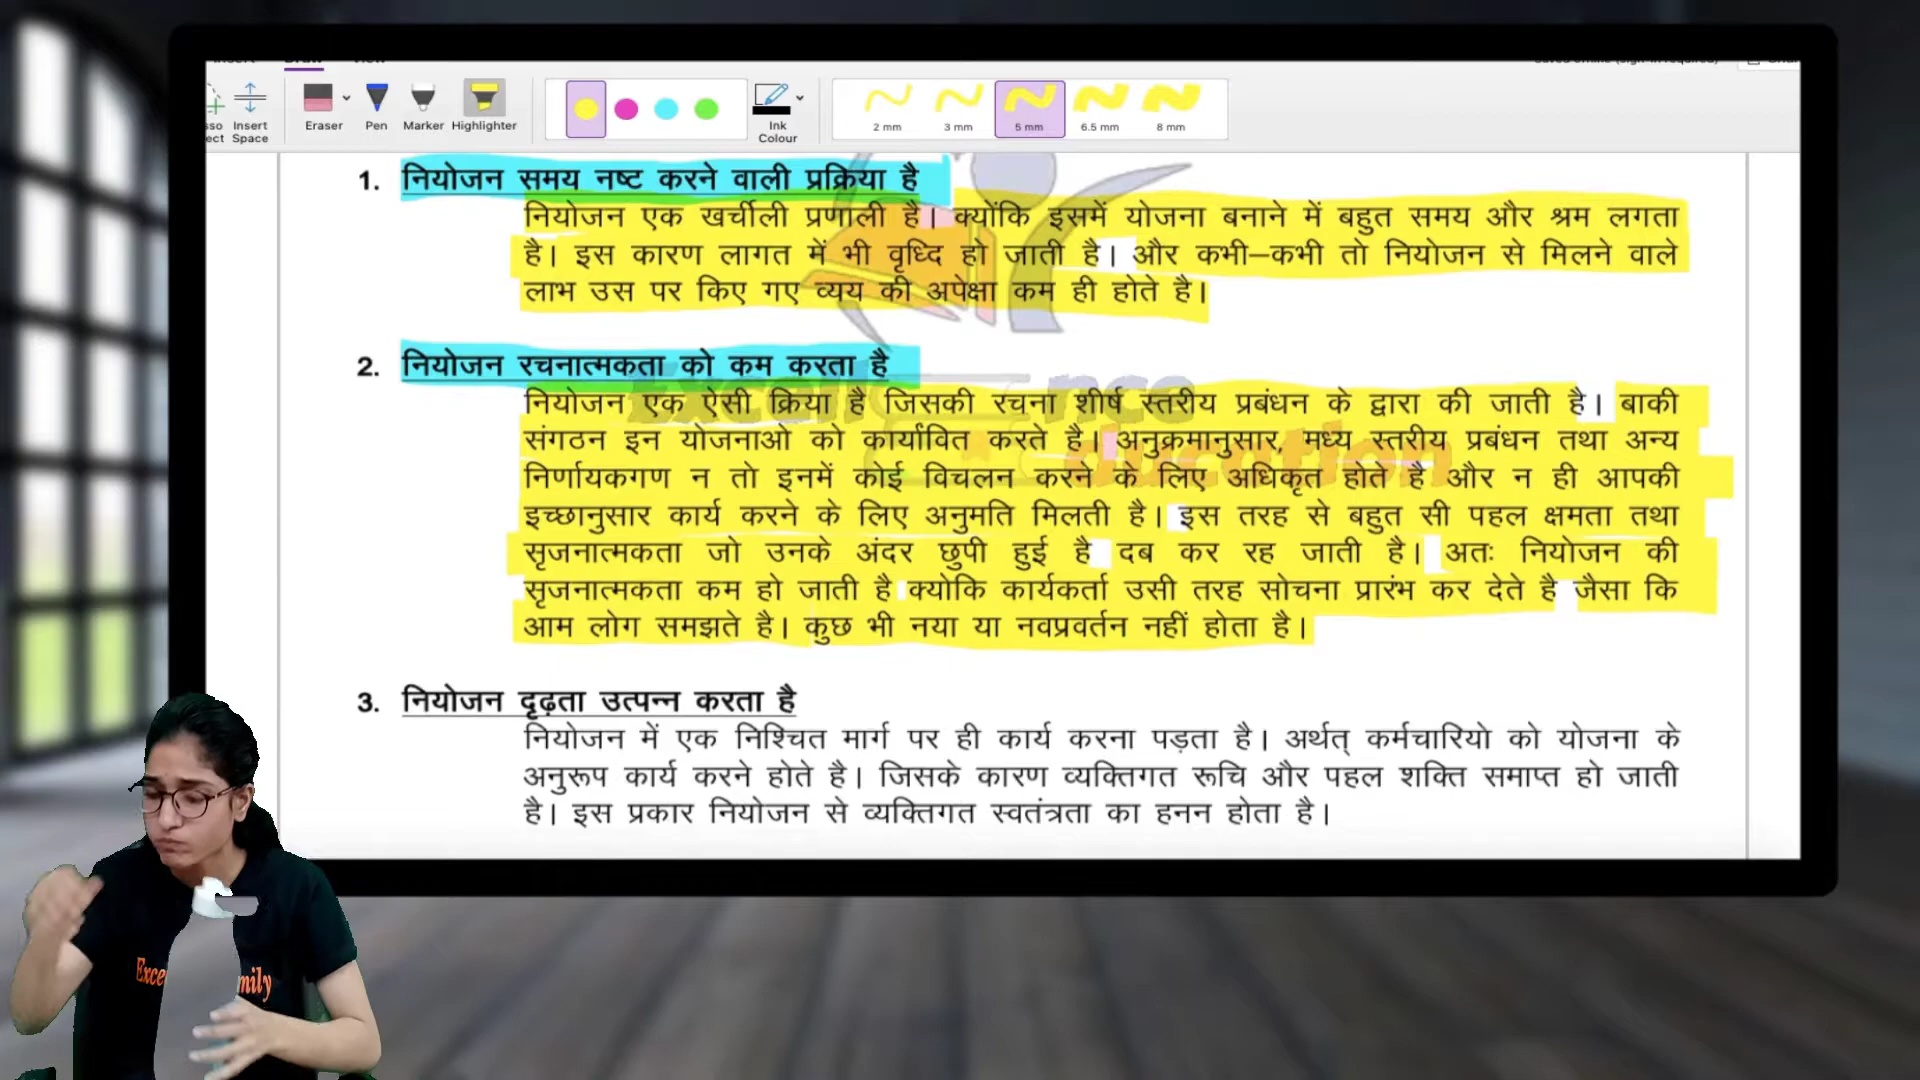 Eraser
Pen
Marker
Highlighter
Insert
Space
Ink
Colour
2 mm
3 mm
5 mm
6.5 mm
8 mm
1. नियोजन समय नष्ट करने वाली प्रक्रिया है
नियोजन एक खर्चीली प्रणाली है। क्योंकि इसमें योजना बनाने में बहुत समय और श्रम लगता
है। इस कारण लागत में भी वृध्दि हो जाती है। और कभी–कभी तो नियोजन से मिलने वाले
लाभ उस पर किए गए व्यय की अपेक्षा कम ही होते है।
2. नियोजन रचनात्मकता को कम करता है
नियोजन एक ऐसी क्रिया है जिसकी रचना शीर्ष स्तरीय प्रबंधन के द्वारा की जाती है। बाकी
संगठन इन योजनाओ को कार्यांवित करते है। अनुक्रमानुसार, मध्य स्तरीय प्रबंधन तथा अन्य
निर्णायकगण न तो इनमें कोई विचलन करने के लिए अधिकृत होते है और न ही आपकी
इच्छानुसार कार्य करने के लिए अनुमति मिलती है। इस तरह से बहुत सी पहल क्षमता तथा
सृजनात्मकता जो उनके अंदर छुपी हुई है दब कर रह जाती है। अतः नियोजन की
सृजनात्मकता कम हो जाती है क्योकि कार्यकर्ता उसी तरह सोचना प्रारंभ कर देते है जैसा कि
आम लोग समझते है। कुछ भी नया या नवप्रवर्तन नहीं होता है।
3. नियोजन दृढ़ता उत्पन्न करता है
नियोजन में एक निश्चित मार्ग पर ही कार्य करना पड़ता है। अर्थत् कर्मचारियो को योजना के
अनुरूप कार्य करने होते है। जिसके कारण व्यक्तिगत रूचि और पहल शक्ति समाप्त हो जाती
है। इस प्रकार नियोजन से व्यक्तिगत स्वतंत्रता का हनन होता है।